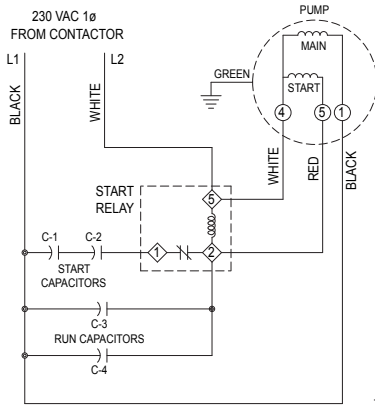 230 VAC 1ø
FROM CONTACTOR
L1
L2
PUMP
MAIN
START
GREEN
4
5
1
BLACK
WHITE
WHITE
RED
BLACK
START
RELAY
5
C-1
C-2
1
2
START
CAPACITORS
C-3
RUN CAPACITORS
C-4